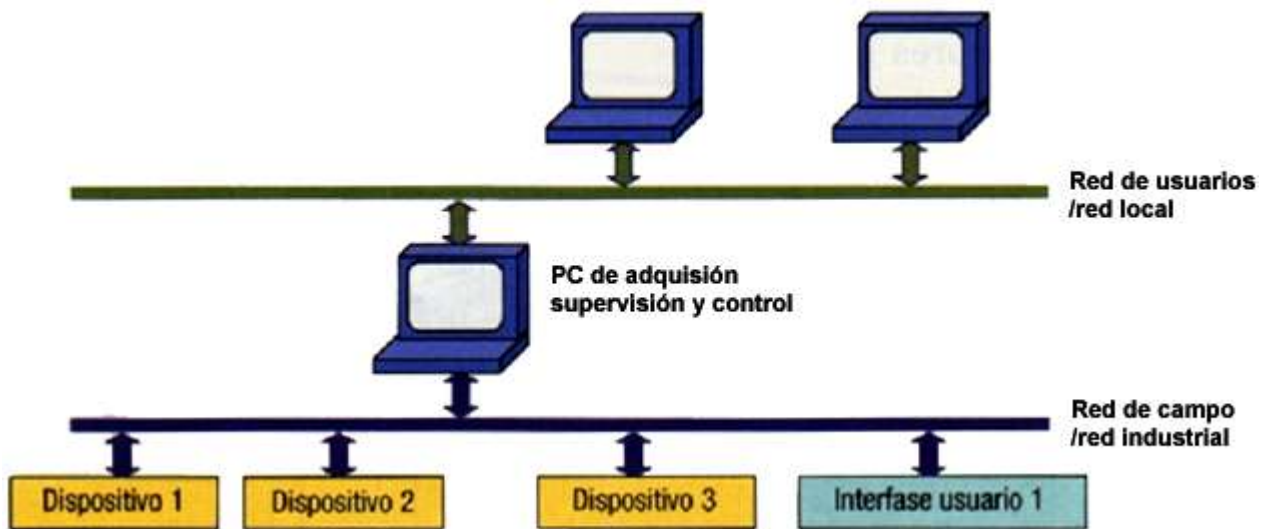 Red de usuarios
/red local
PC de adquisión
supervisión y control
Red de campo
/red industrial
Dispositivo 1
Dispositivo 2
Dispositivo 3
Interfase usuario 1